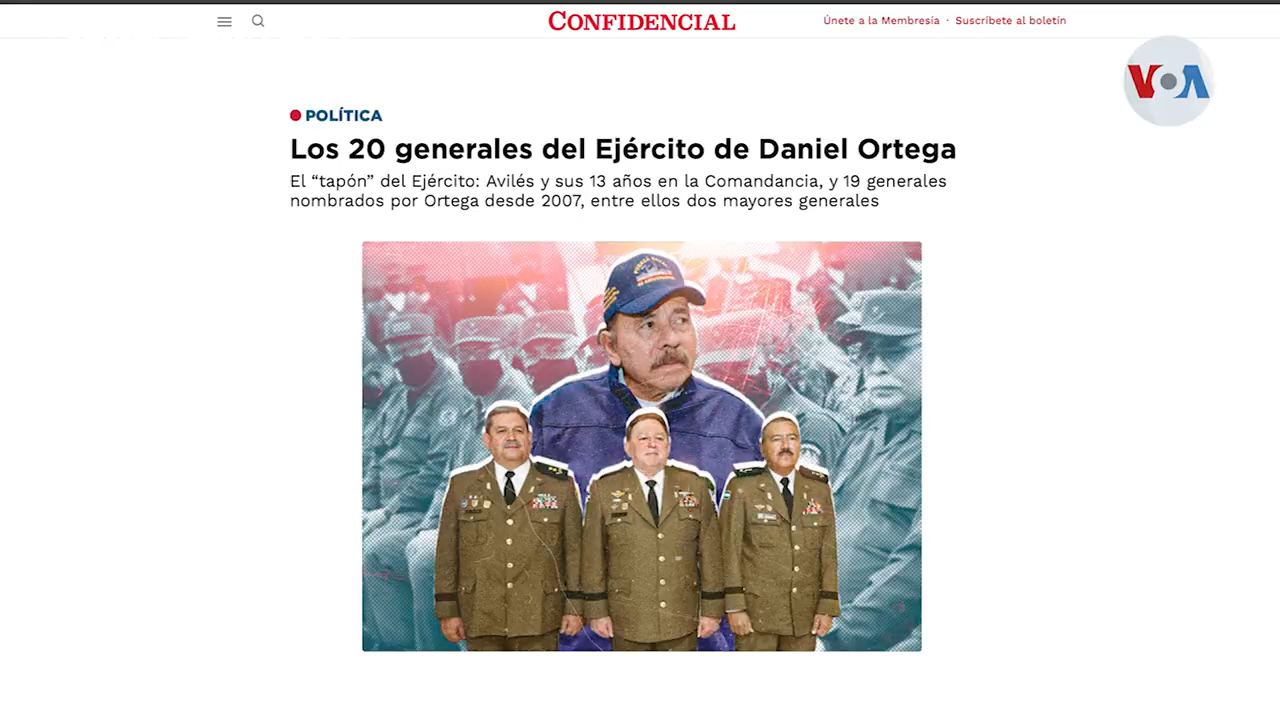 CONFIDENCIAL
Únete a la Membresía · Suscríbete al boletín
VOA
POLÍTICA
Los 20 generales del Ejército de Daniel Ortega
El “tapón” del Ejército: Avilés y sus 13 años en la Comandancia, y 19 generales
nombrados por Ortega desde 2007, entre ellos dos mayores generales